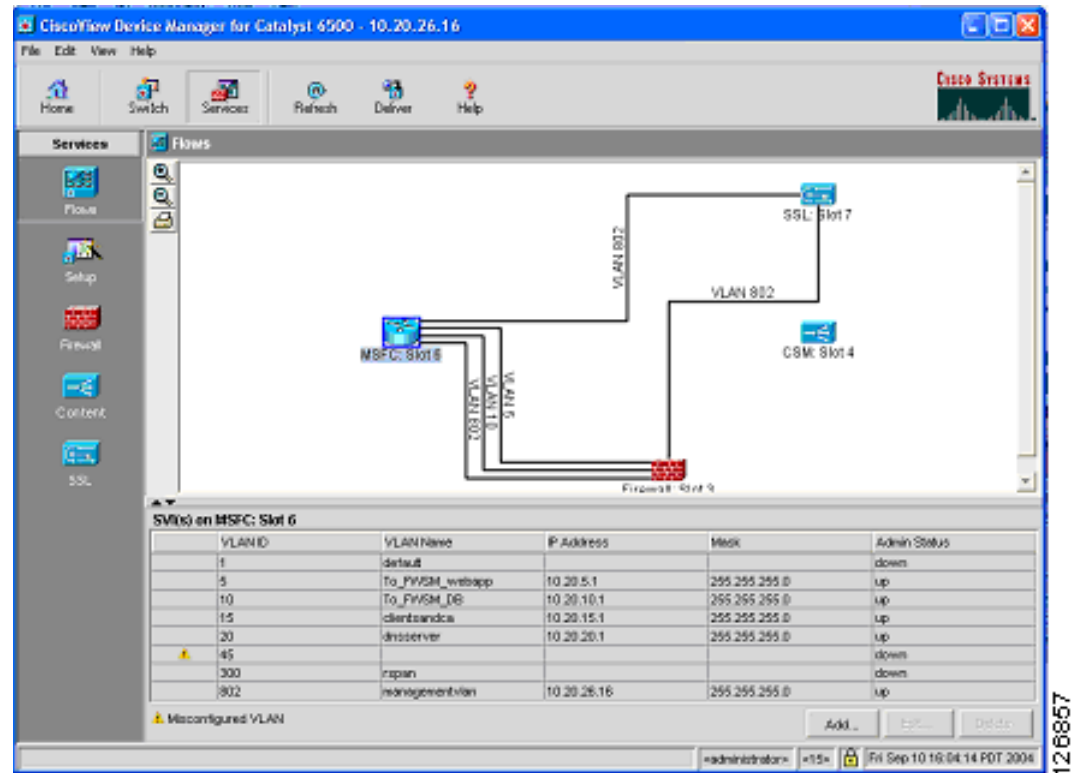 CiscoView Device Manager for Catalyst 6500 - 10.20.26.16
File Edit View Help
Home Switch Services Refresh Deliver Help
CISCO SYSTEMS
Services
Flows
Flows
Setup
Firewall
Content
SSL
SSL: Slot 7
VLAN 802
VLAN 802
CSM: Slot 4
MSFC: Slot 6
VLAN 802
VLAN 10
VLAN 5
Firewall: Slot 3
SVI(s) on MSFC: Slot 6
VLAN ID VLAN Name IP Address Mask Admin Status
1 default down
5 To_FWSM_webapp 10.20.5.1 255.255.255.0 up
10 To_FWSM_DB 10.20.10.1 255.255.255.0 up
15 clientsandca 10.20.15.1 255.255.255.0 up
20 dnsserver 10.20.20.1 255.255.255.0 up
45 down
300 rspan down
802 managementvlan 10.20.26.16 255.255.255.0 up
Misconfigured VLAN
Add... Edit... Delete
«administrator» «15» Fri Sep 10 16:04:14 PDT 2004
126857